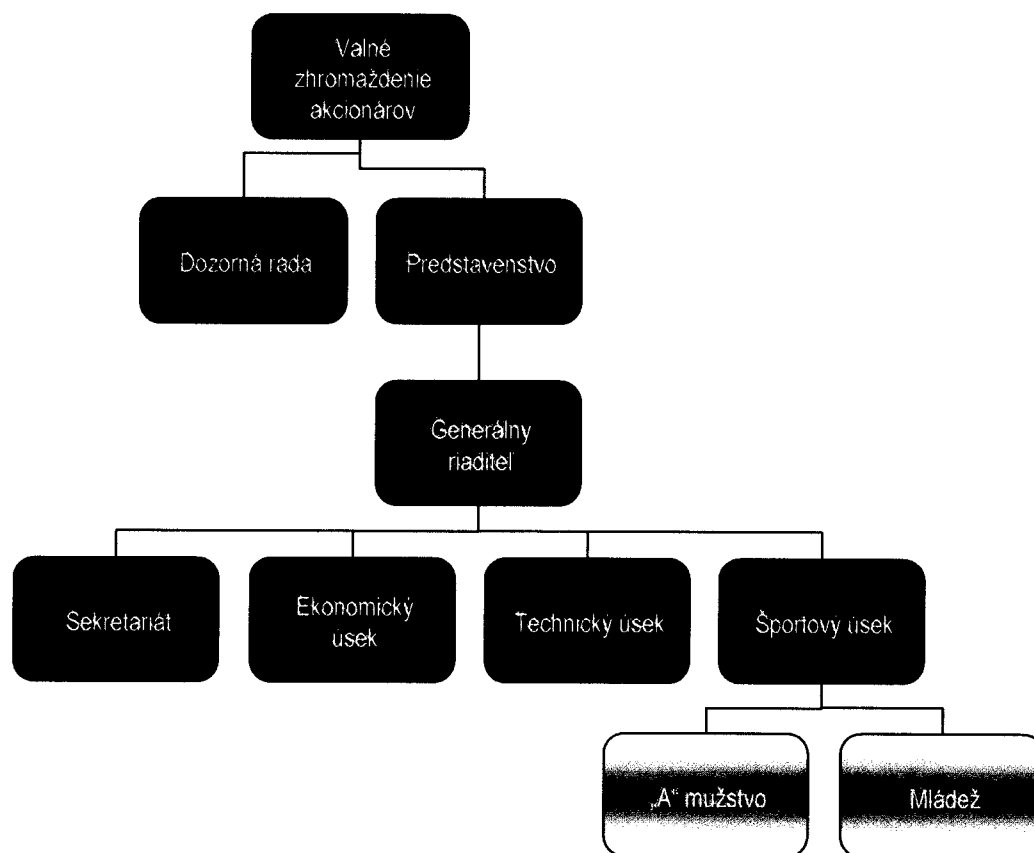 Valné
zhromaždenie
akcionárov
Dozorná rada
Predstavenstvo
Generálny
riaditeľ
Sekretariát
Ekonomický
úsek
Technický úsek
Športový úsek
„A“ mužstvo
Mládež